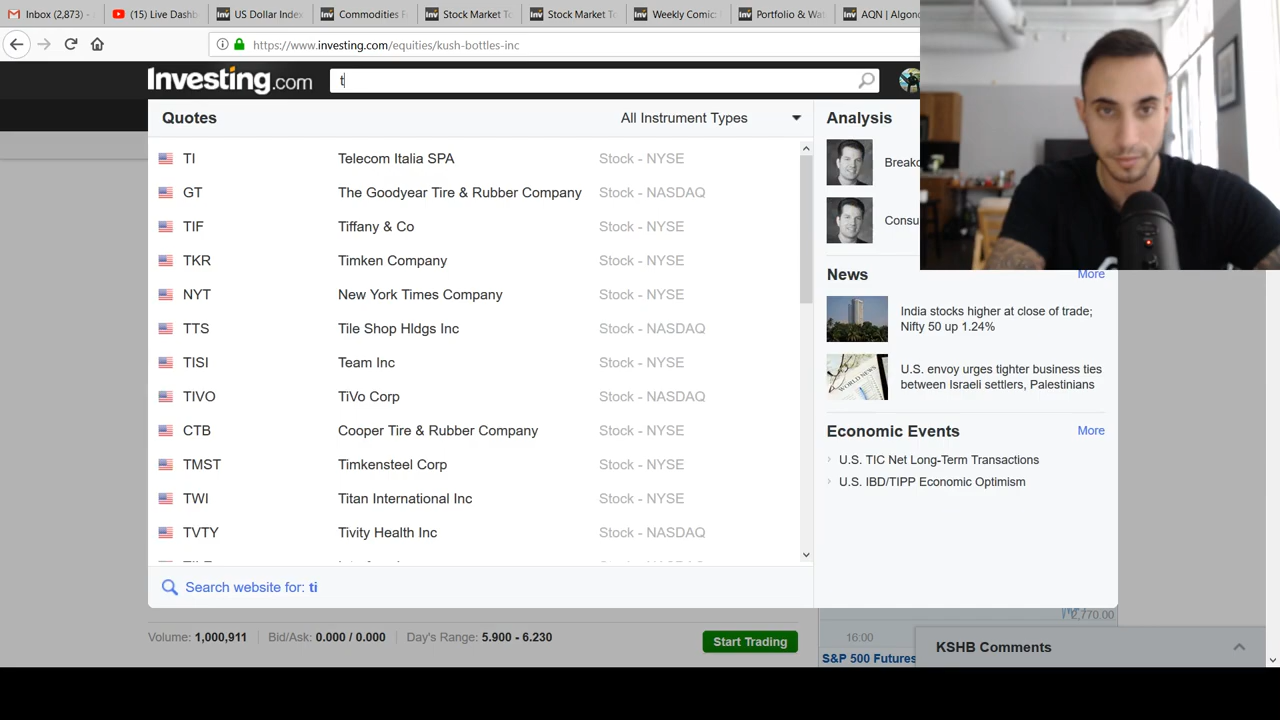 Inbox (2,873) -
(15) Live Dashb
US Dollar Index
Commodities F
Stock Market T
Stock Market T
Weekly Comic
Portfolio & Wa
AQN | Algon
https://www.investing.com/equities/kush-bottles-inc
Investing.com
t
Quotes
All Instrument Types
TI Telecom Italia SPA Stock - NYSE
GT The Goodyear Tire & Rubber Company Stock - NASDAQ
TIF Tiffany & Co Stock - NYSE
TKR Timken Company Stock - NYSE
NYT New York Times Company Stock - NYSE
TTS Tile Shop Hldgs Inc Stock - NASDAQ
TISI Team Inc Stock - NYSE
TIVO TiVo Corp Stock - NASDAQ
CTB Cooper Tire & Rubber Company Stock - NYSE
TMST Timkensteel Corp Stock - NYSE
TWI Titan International Inc Stock - NYSE
TVTY Tivity Health Inc Stock - NASDAQ
Search website for: ti
Analysis
Breako
Consu
News
More
India stocks higher at close of trade;
Nifty 50 up 1.24%
U.S. envoy urges tighter business ties
between Israeli settlers, Palestinians
Economic Events
More
U.S. TIC Net Long-Term Transactions
U.S. IBD/TIPP Economic Optimism
Volume: 1,000,911
Bid/Ask: 0.000 / 0.000
Day's Range: 5.900 - 6.230
Start Trading
2,770.00
16:00
S&P 500 Futures
KSHB Comments